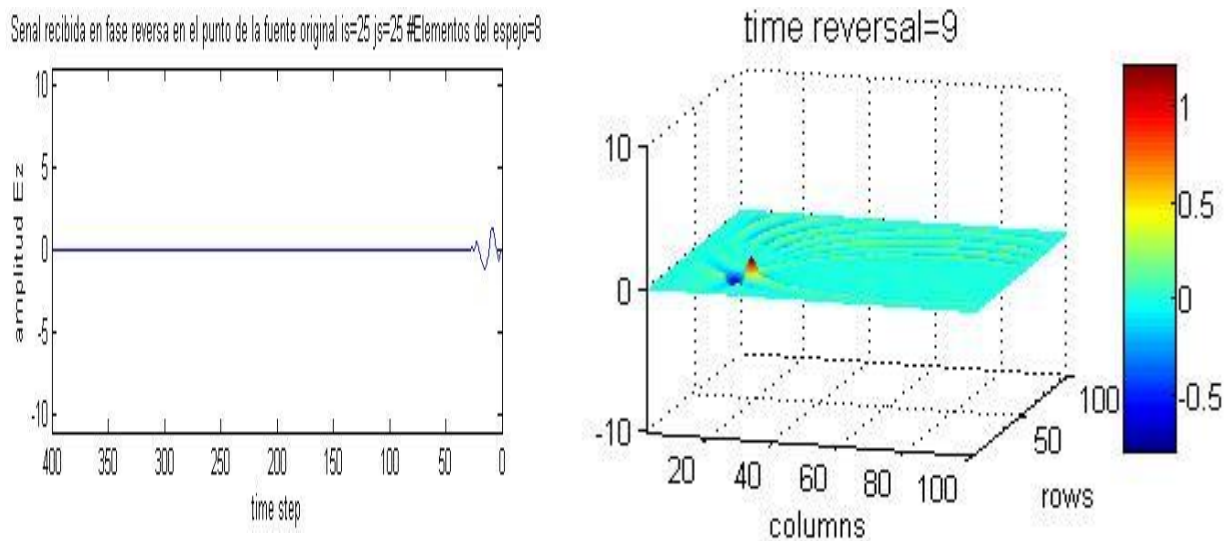 Senal recibida en fase reversa en el punto de la fuente original is=25 js=25 #Elementos del espejo=8
10
5
0
-5
-10
amplitud Ez
400 350 300 250 200 150 100 50 0
time step
time reversal=9
10
0
-10
20 40 60 80 100
columns
50
100
rows
1
0.5
0
-0.5